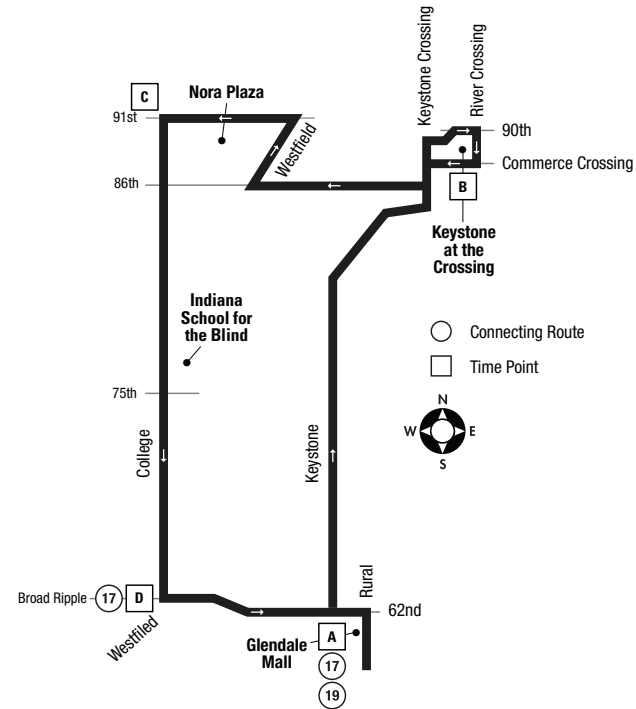 Keystone Crossing
River Crossing
C
Nora Plaza
91st
Westfield
90th
Commerce Crossing
86th
B
Keystone
at the
Crossing
Indiana
School for
the Blind
Connecting Route
Time Point
N
W E
S
75th
College
Keystone
Rural
Broad Ripple 17 D
Westfiled
62nd
A
Glendale
Mall
17
19